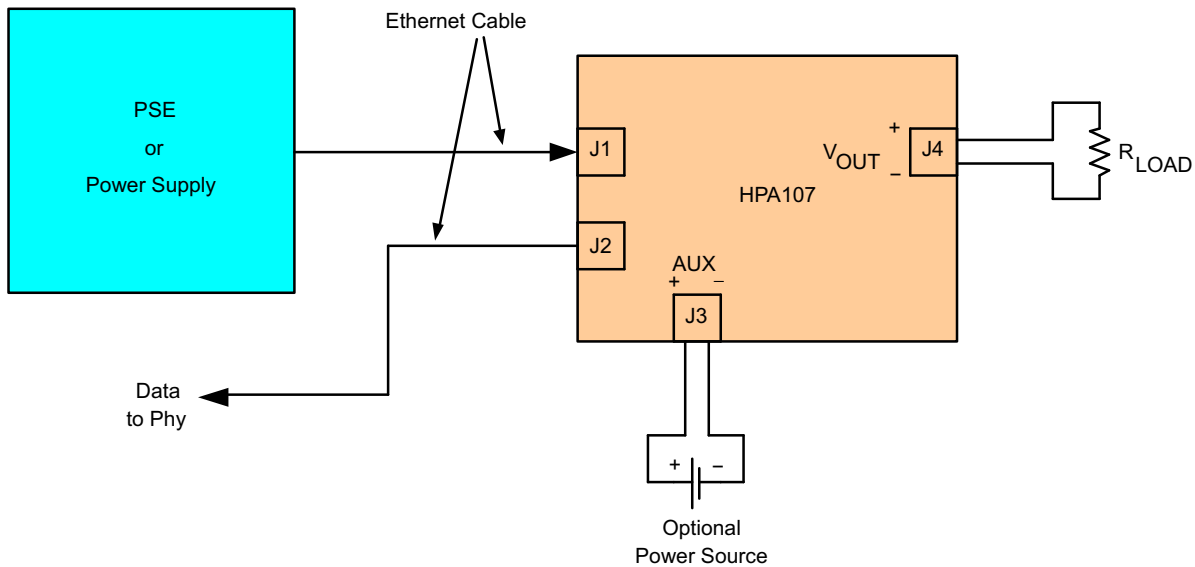 Ethernet Cable
PSE
or
Power Supply
J1
J2
HPA107
+
VOUT
−
J4
RLOAD
AUX
+ −
J3
Data
to Phy
+ −
Optional
Power Source